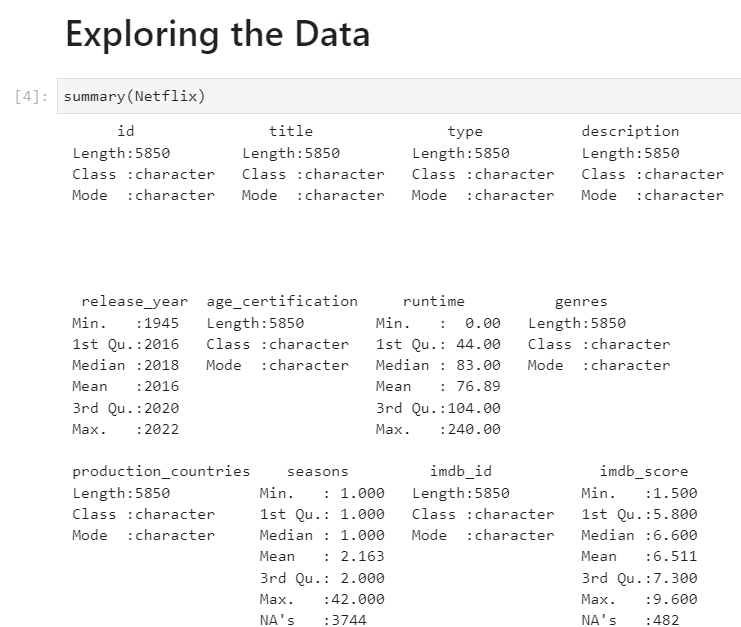 Exploring the Data
[4]: summary(Netflix)
id title type description
Length:5850 Length:5850 Length:5850 Length:5850
Class :character Class :character Class :character Class :character
Mode :character Mode :character Mode :character Mode :character
release_year age_certification runtime genres
Min. :1945 Length:5850 Min. : 0.00 Length:5850
1st Qu.:2016 Class :character 1st Qu.: 44.00 Class :character
Median :2018 Mode :character Median : 83.00 Mode :character
Mean :2016 Mean : 76.89
3rd Qu.:2020 3rd Qu.:104.00
Max. :2022 Max. :240.00
production_countries seasons imdb_id imdb_score
Length:5850 Min. : 1.000 Length:5850 Min. :1.500
Class :character 1st Qu.: 1.000 Class :character 1st Qu.:5.800
Mode :character Median : 1.000 Mode :character Median :6.600
Mean : 2.163 Mean :6.511
3rd Qu.: 2.000 3rd Qu.:7.300
Max. :42.000 Max. :9.600
NA's :3744 NA's :482